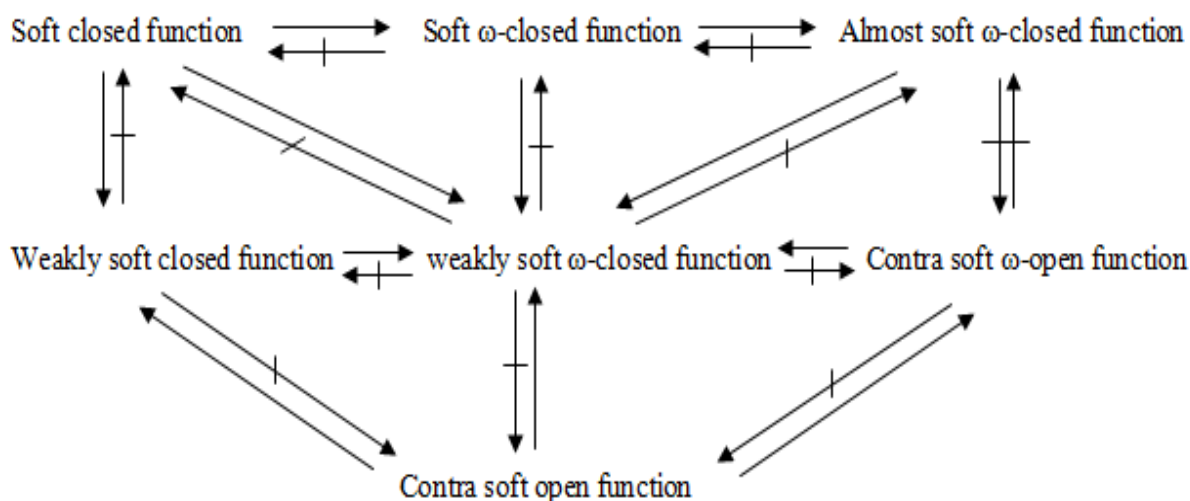 Soft closed function
Soft ω-closed function
Almost soft ω-closed function
Weakly soft closed function
weakly soft ω-closed function
Contra soft ω-open function
Contra soft open function